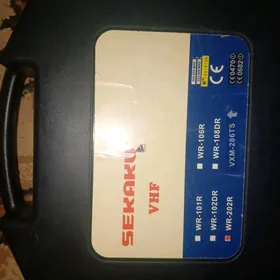 SEKAKU
VHF
WR-101R
WR-102DR
WR-202R
WR-106R
WR-108DR
VXM-286TS
CE
CE0470
CE0682